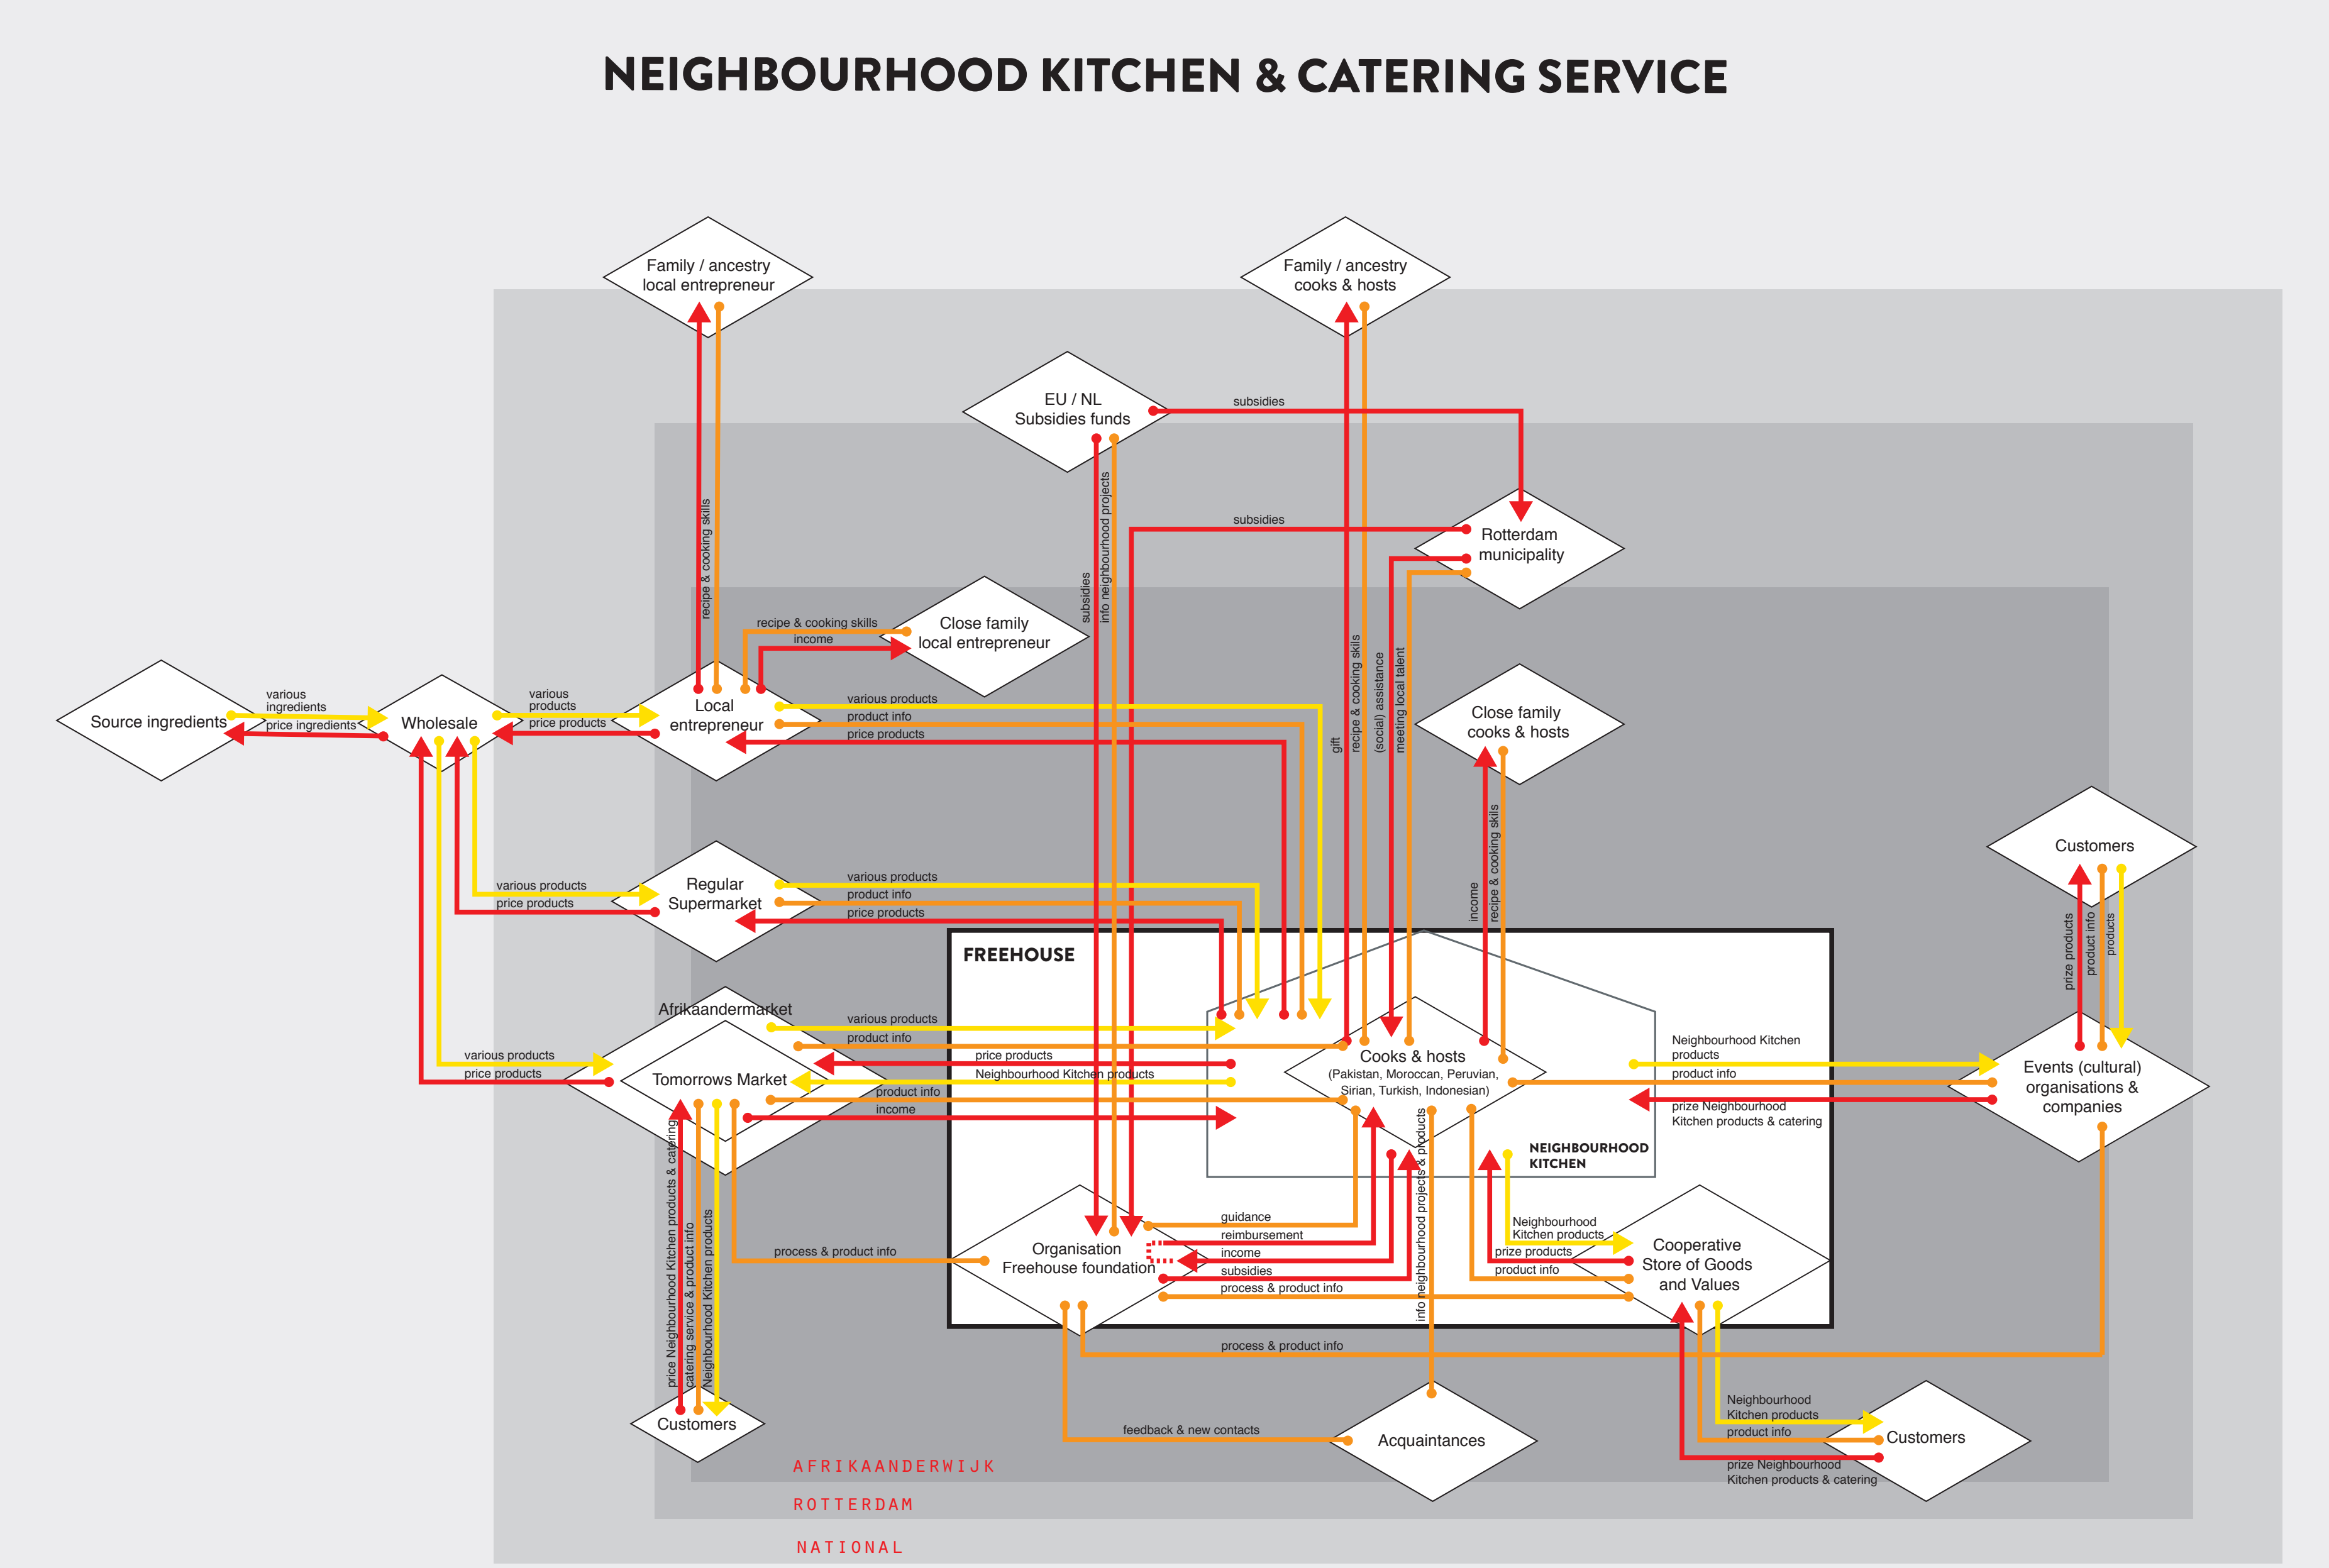 NEIGHBOURHOOD KITCHEN & CATERING SERVICE
Family / ancestry
local entrepreneur
Family / ancestry
cooks & hosts
EU / NL
Subsidies funds
subsidies
subsidies
Rotterdam
municipality
recipe & cooking skills
info neighbourhood projects
subsidies
Close family
local entrepreneur
recipe & cooking skills
income
gift
recipe & cooking skills
(social) assistance
meeting local talent
Close family
cooks & hosts
Source ingredients
various
ingredients
price ingredients
Wholesale
various
products
price products
Local
entrepreneur
various products
product info
price products
income
recipe & cooking skills
Customers
various products
price products
Regular
Supermarket
various products
product info
price products
prize products
product info
products
FREEHOUSE
Afrikaandermarket
Tomorrows Market
various products
price products
various products
product info
price products
Neighbourhood Kitchen products
product info
income
Cooks & hosts
(Pakistan, Moroccan, Peruvian,
Sirian, Turkish, Indonesian)
NEIGHBOURHOOD
KITCHEN
Neighbourhood Kitchen
products
product info
prize Neighbourhood
Kitchen products & catering
Events (cultural)
organisations &
companies
price Neighbourhood Kitchen products & catering
catering service & product info
Neighbourhood Kitchen products
process & product info
Organisation
Freehouse foundation
guidance
reimbursement
income
subsidies
process & product info
info neighbourhood projects & products
Neighbourhood
Kitchen products
prize products
product info
Cooperative
Store of Goods
and Values
process & product info
Customers
feedback & new contacts
Acquaintances
Neighbourhood
Kitchen products
product info
prize Neighbourhood
Kitchen products & catering
Customers
AFRIKAANDERWIJK
ROTTERDAM
NATIONAL